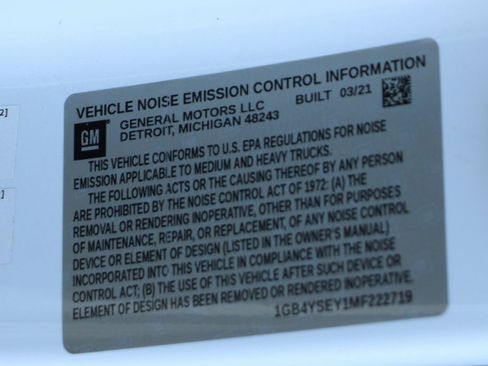 VEHICLE NOISE EMISSION CONTROL INFORMATION
GM
GENERAL MOTORS LLC BUILT 03/21
DETROIT, MICHIGAN 48243
THIS VEHICLE CONFORMS TO U.S. EPA REGULATIONS FOR NOISE
EMISSION APPLICABLE TO MEDIUM AND HEAVY TRUCKS.
THE FOLLOWING ACTS OR THE CAUSING THEREOF BY ANY PERSON
ARE PROHIBITED BY THE NOISE CONTROL ACT OF 1972: (A) THE
REMOVAL OR RENDERING INOPERATIVE, OTHER THAN FOR PURPOSES
OF MAINTENANCE, REPAIR, OR REPLACEMENT, OF ANY NOISE CONTROL
DEVICE OR ELEMENT OF DESIGN (LISTED IN THE OWNER'S MANUAL)
INCORPORATED INTO THIS VEHICLE IN COMPLIANCE WITH THE NOISE
CONTROL ACT; (B) THE USE OF THIS VEHICLE AFTER SUCH DEVICE OR
ELEMENT OF DESIGN HAS BEEN REMOVED OR RENDERED INOPERATIVE.
1GB4YSEY1MF222719